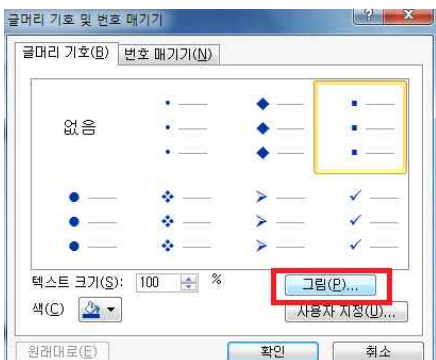 글머리 기호 및 번호 매기기
글머리 기호(B) 번호 매기기(N)
없음
텍스트 크기(S): 100 %
그림(P)...
색(C)
사용자 지정(U)...
원래대로(E) 확인 취소